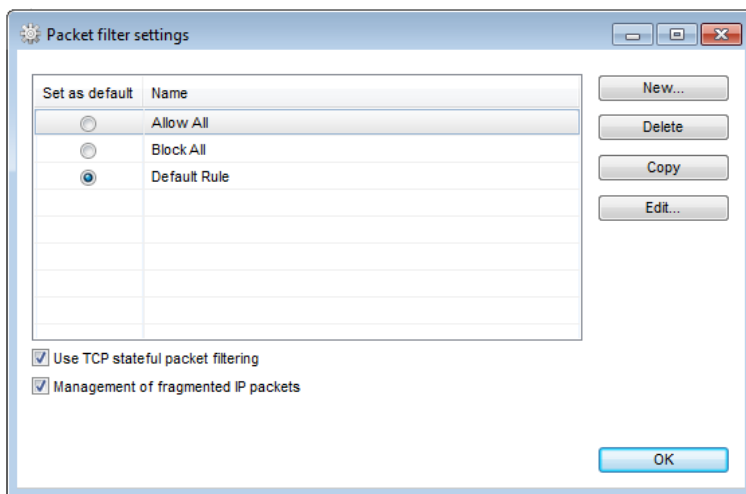 Packet filter settings
Set as default Name
Allow All
Block All
Default Rule
New...
Delete
Copy
Edit...
Use TCP stateful packet filtering
Management of fragmented IP packets
OK